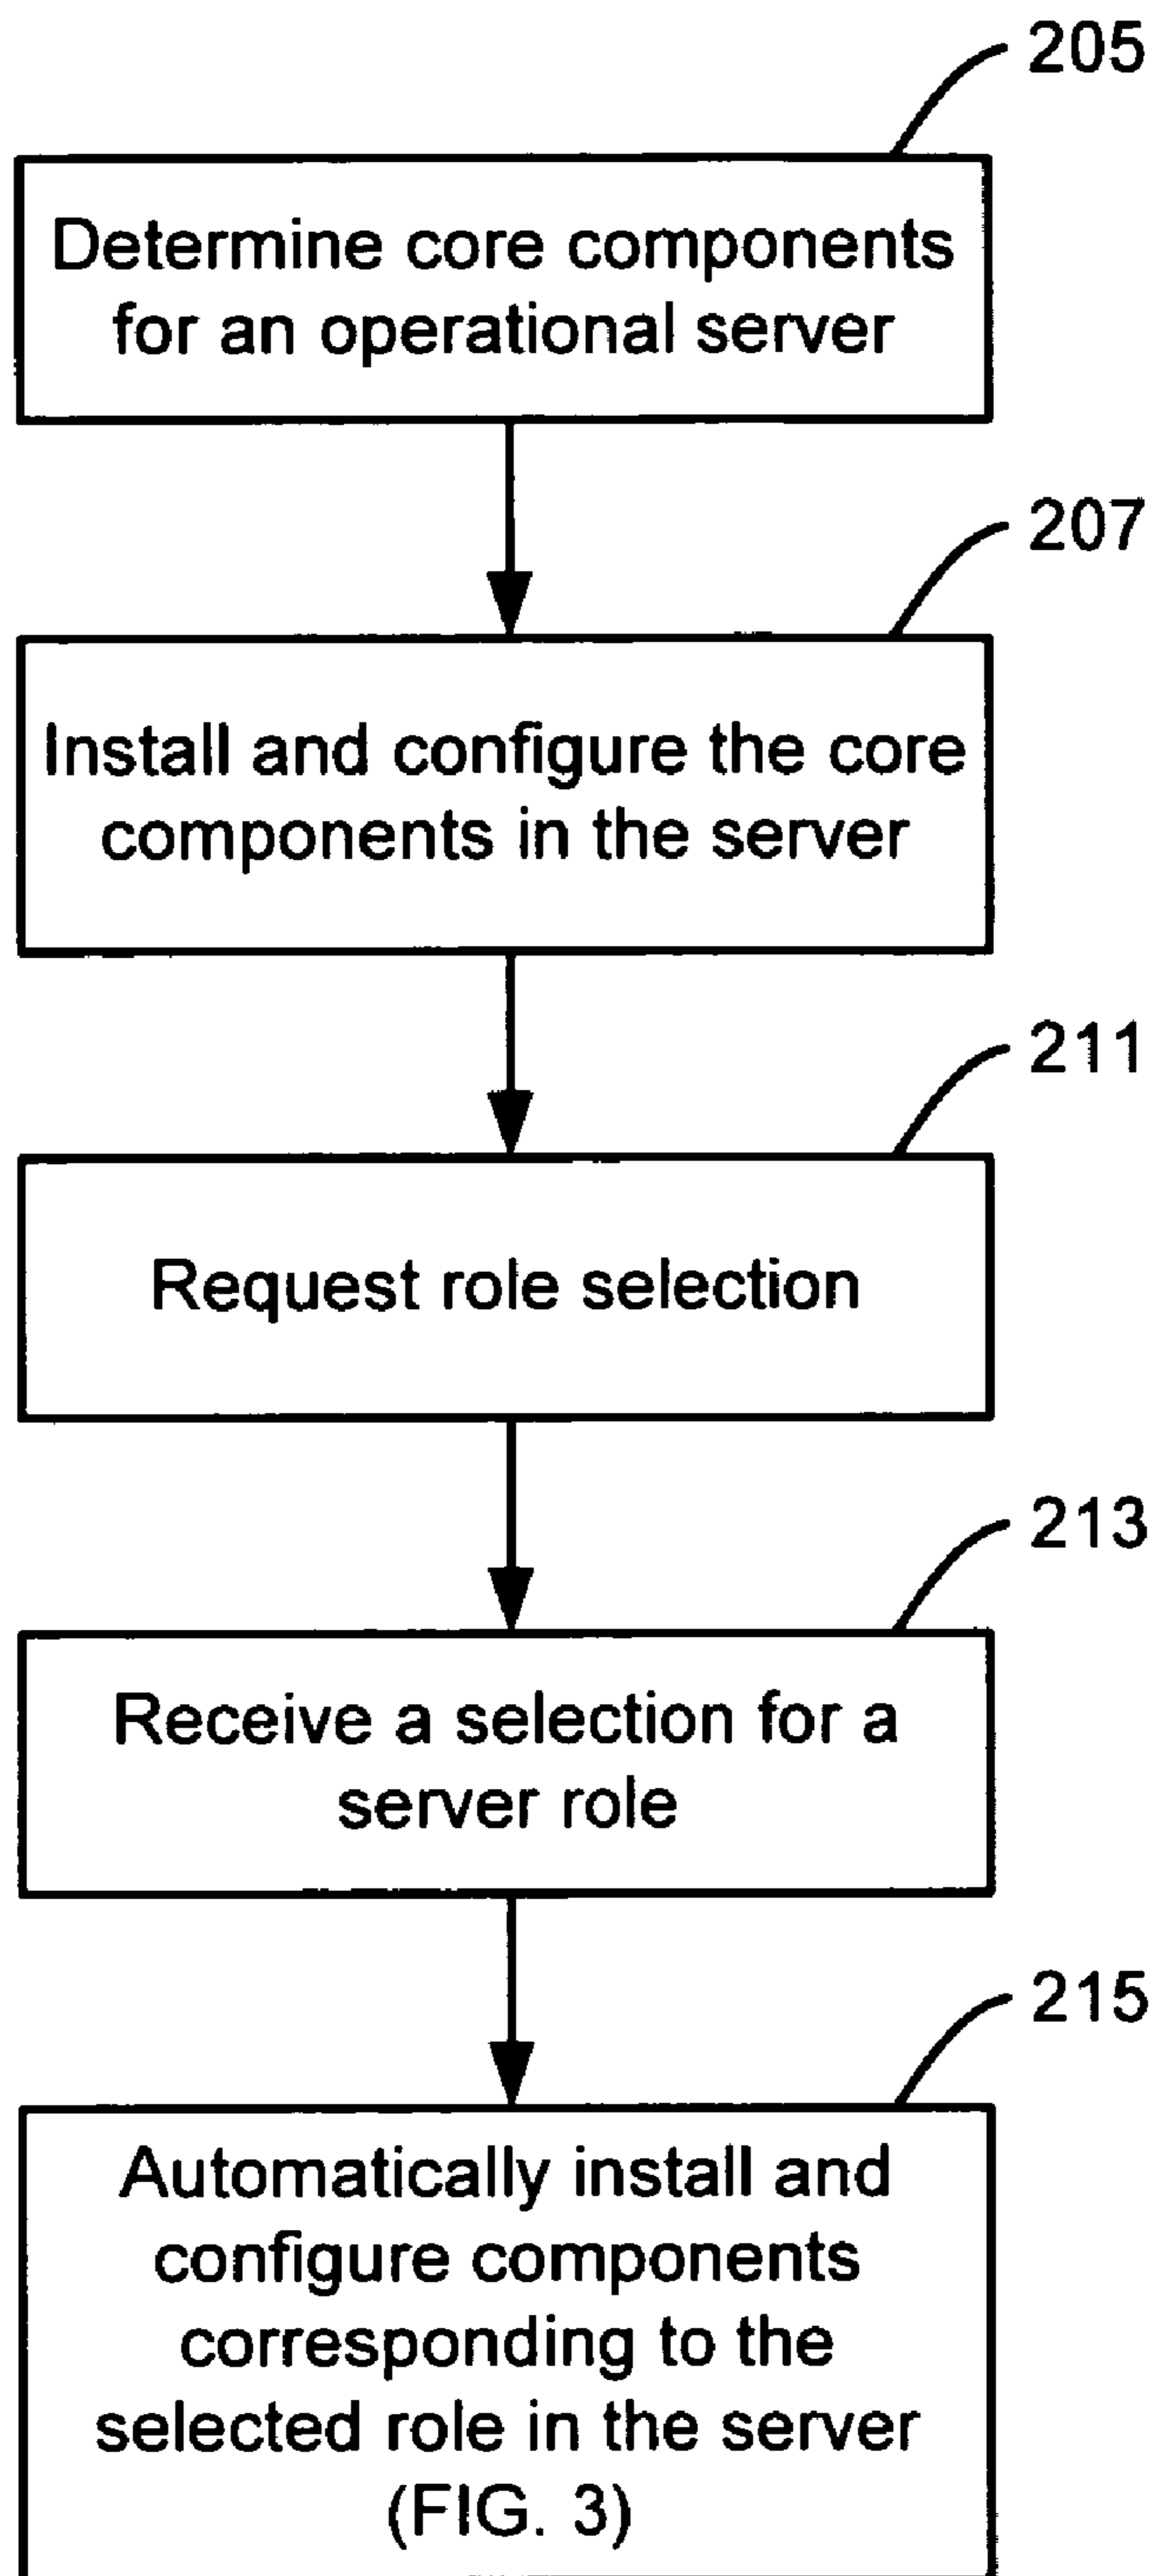 205
Determine core components
for an operational server
207
Install and configure the core
components in the server
211
Request role selection
213
Receive a selection for a
server role
215
Automatically install and
configure components
corresponding to the
selected role in the server
(FIG. 3)